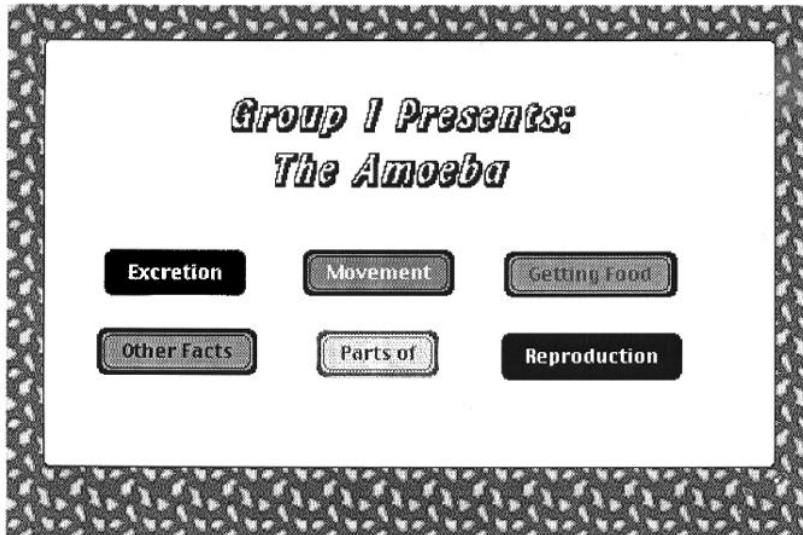 Group 1 Presents:
The Amoeba
Excretion Movement Getting Food
Other Facts Parts of Reproduction